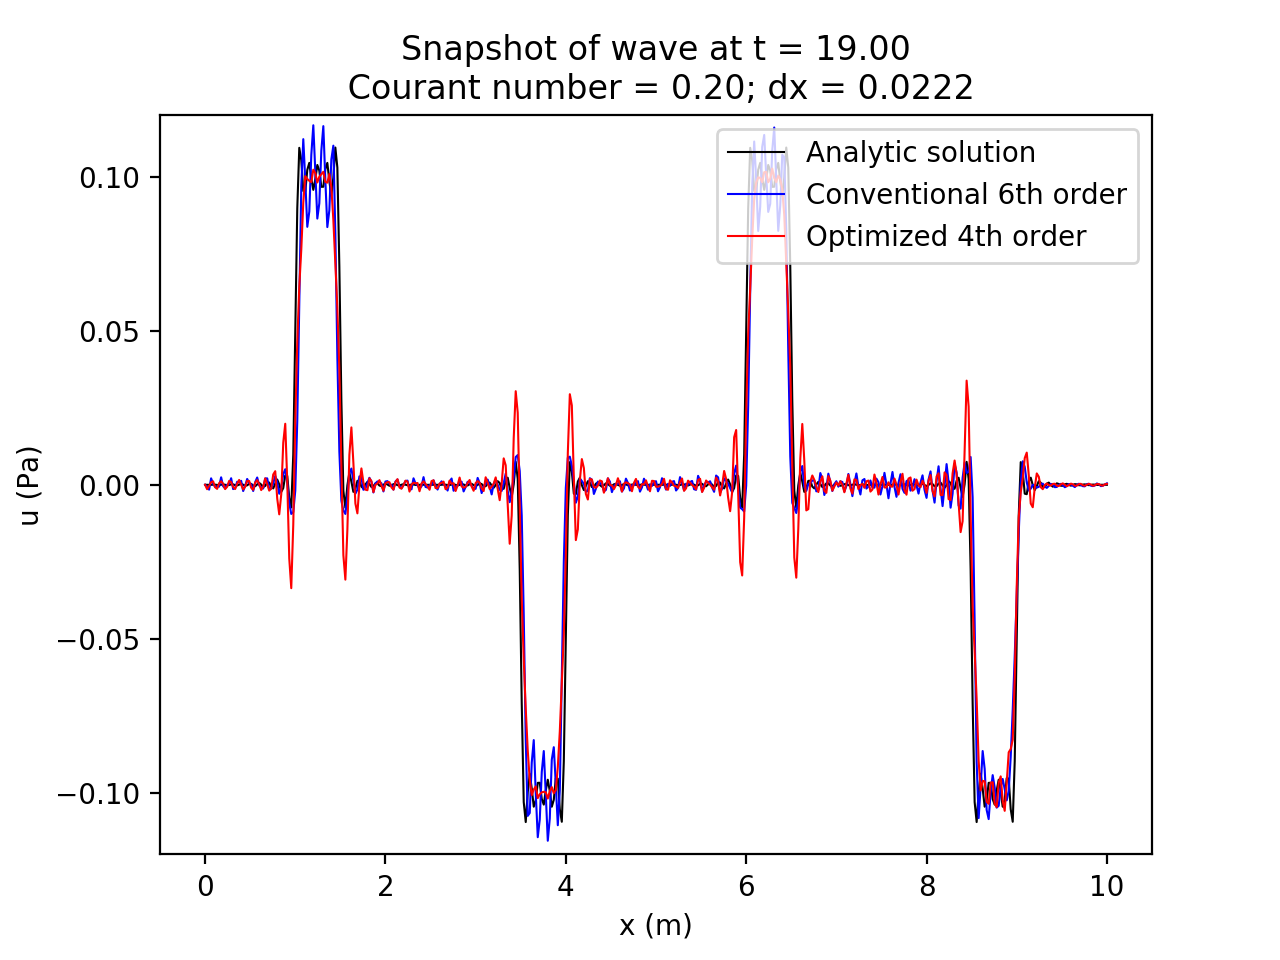 Snapshot of wave at t = 19.00
Courant number = 0.20; dx = 0.0222
Analytic solution
Conventional 6th order
Optimized 4th order
0.10
0.05
0.00
−0.05
−0.10
u (Pa)
0 2 4 6 8 10
x (m)